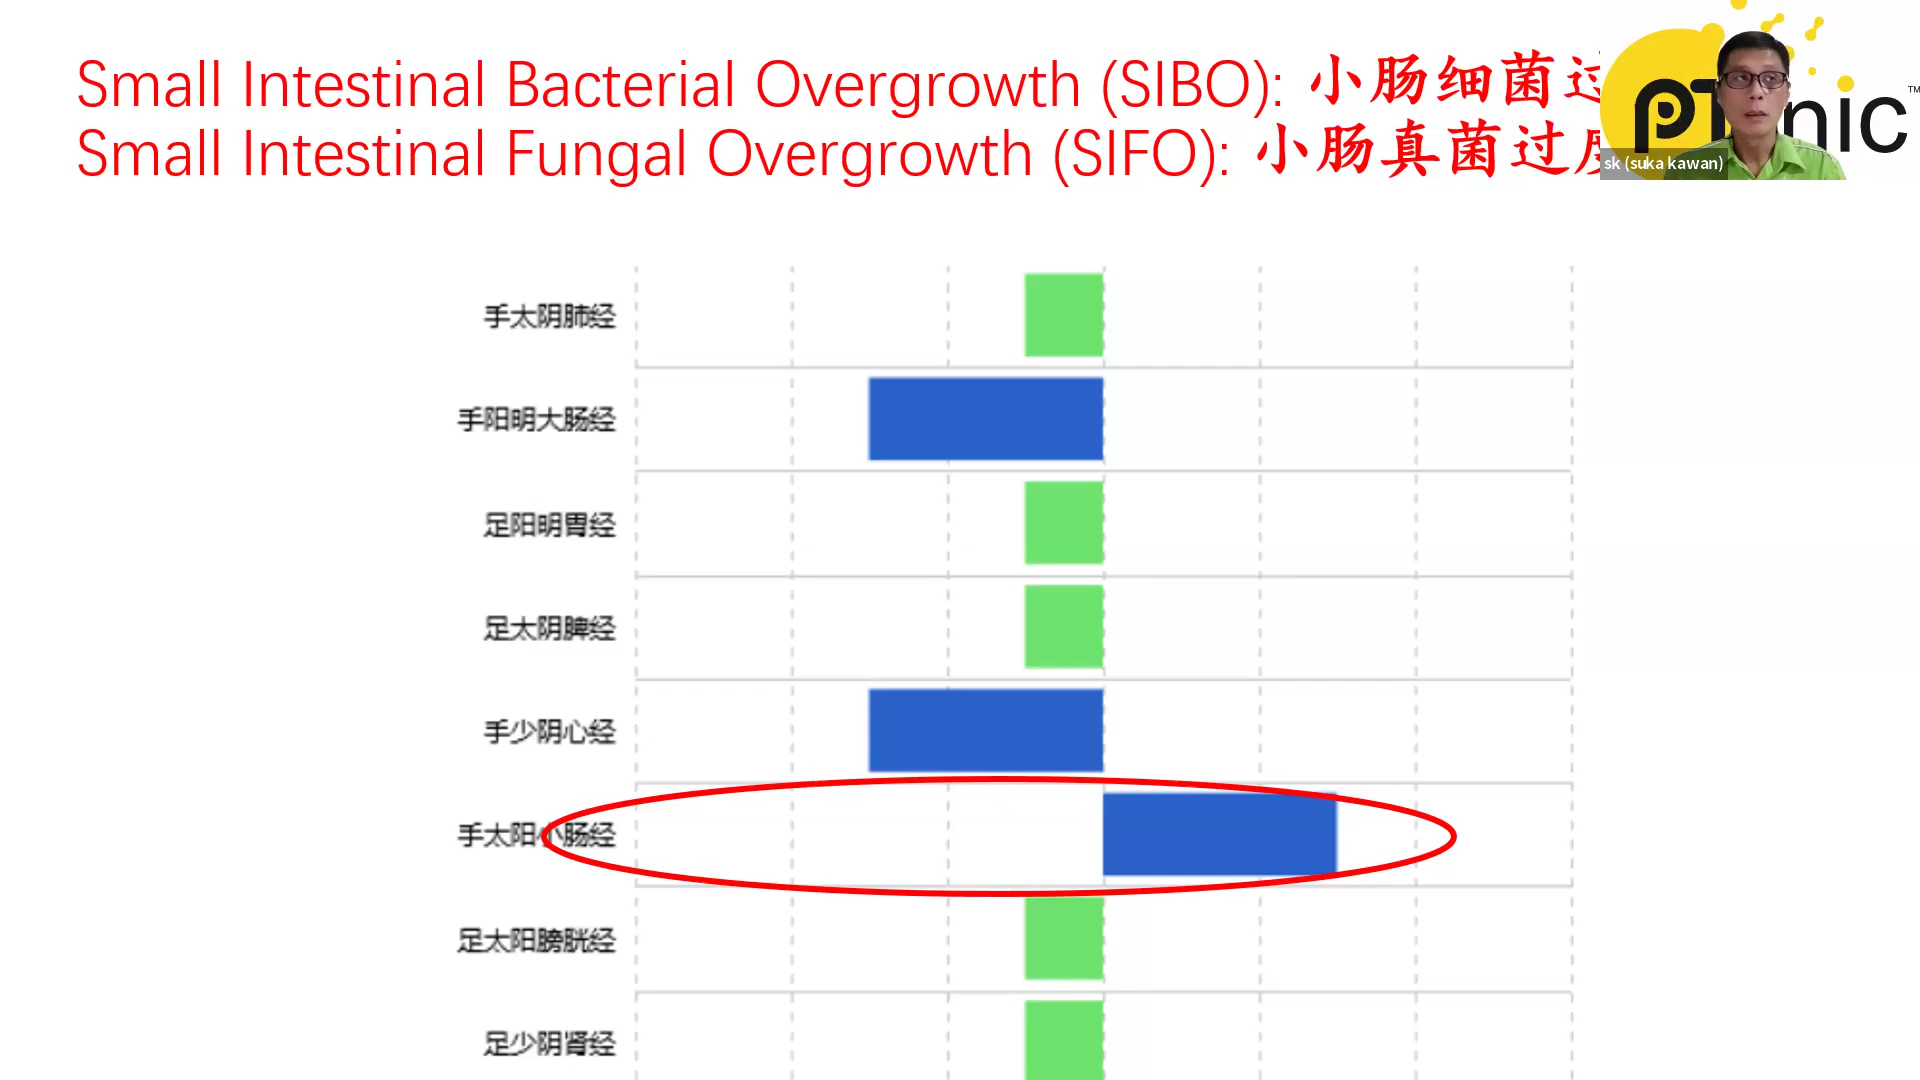 Small Intestinal Bacterial Overgrowth (SIBO): 小肠细菌过
Small Intestinal Fungal Overgrowth (SIFO): 小肠真菌过
TM
sk (suka kawan)
手太阴肺经
手阳明大肠经
足阳明胃经
足太阴脾经
手少阴心经
手太阳小肠经
足太阳膀胱经
足少阴肾经